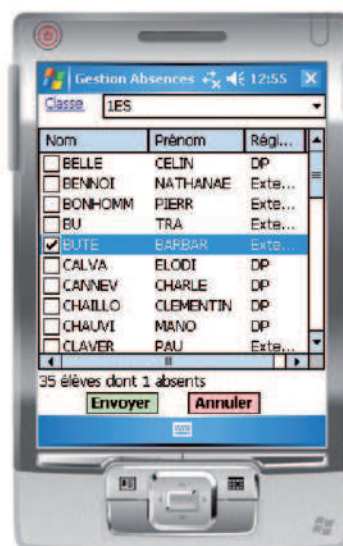 Gestion Absences 12:55
Classe 1ES
Nom Prénom Régi...
BELLE CELIN DP
BENNOI NATHANAE Exte...
BONHOMM PIERR Exte...
BU TRA Exte...
BUTE BARBAR Exte...
CALVA ELODI DP
CANNEV CHARLE DP
CHAILLO CLEMENTIN DP
CHAUVI MANO DP
CLAVER PAU Exte...
35 élèves dont 1 absents
Envoyer Annuler